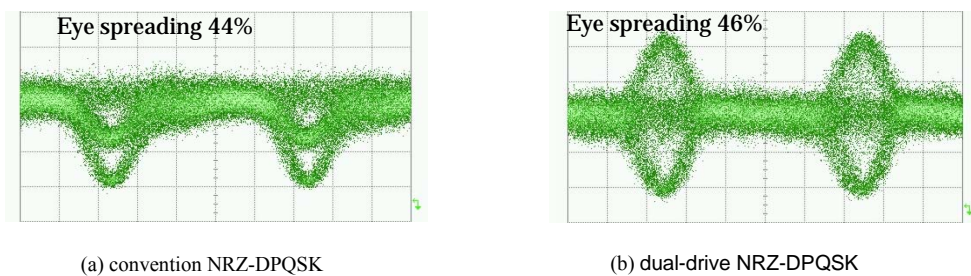 Eye spreading 44%
Eye spreading 46%
(a) convention NRZ-DPQSK
(b) dual-drive NRZ-DPQSK